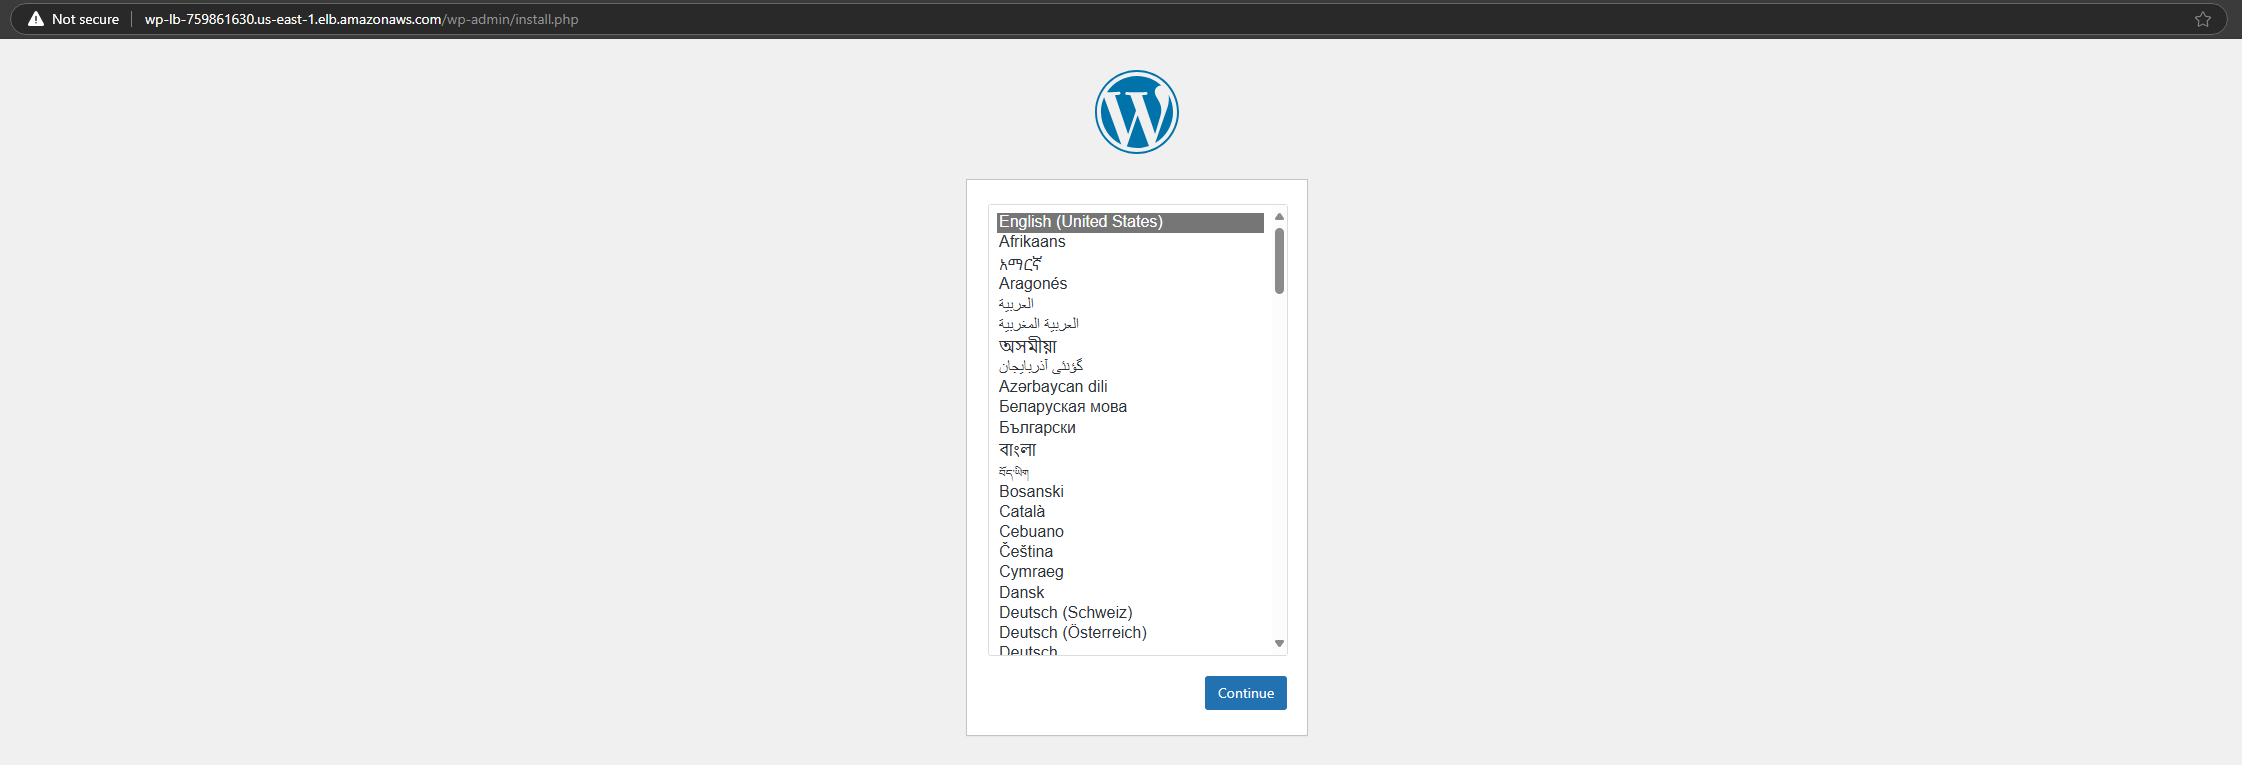 Not secure
wp-lb-759861630.us-east-1.elb.amazonaws.com/wp-admin/install.php
English (United States)
Afrikaans
አማርኛ
Aragonés
العربية
العربية المغربية
অসমীয়া
گؤنئی آذربایجان
Azərbaycan dili
Беларуская мова
Български
বাংলা
བོད་ཡིག
Bosanski
Català
Cebuano
Čeština
Cymraeg
Dansk
Deutsch (Schweiz)
Deutsch (Österreich)
Deutsch
Continue